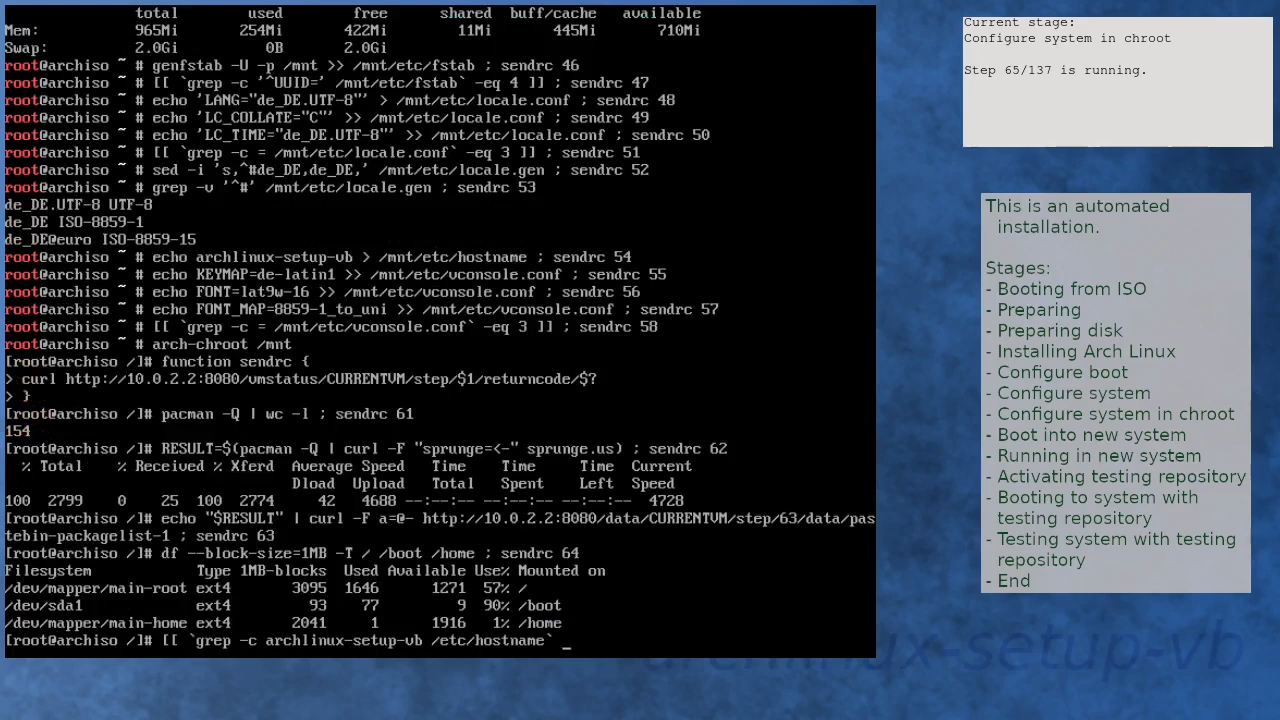 total used free shared buff/cache available
Mem: 965Mi 254Mi 422Mi 11Mi 445Mi 710Mi
Swap: 2.0Gi 0B 2.0Gi
root@archiso ~ # genfstab -U -p /mnt >> /mnt/etc/fstab ; sendrc 46
root@archiso ~ # [[ `grep -c '^UUID=' /mnt/etc/fstab` -eq 4 ]] ; sendrc 47
root@archiso ~ # echo 'LANG="de_DE.UTF-8"' > /mnt/etc/locale.conf ; sendrc 48
root@archiso ~ # echo 'LC_COLLATE="C"' >> /mnt/etc/locale.conf ; sendrc 49
root@archiso ~ # echo 'LC_TIME="de_DE.UTF-8"' >> /mnt/etc/locale.conf ; sendrc 50
root@archiso ~ # [[ `grep -c = /mnt/etc/locale.conf` -eq 3 ]] ; sendrc 51
root@archiso ~ # sed -i 's,^#de_DE,de_DE,' /mnt/etc/locale.gen ; sendrc 52
root@archiso ~ # grep -v '^#' /mnt/etc/locale.gen ; sendrc 53
de_DE.UTF-8 UTF-8
de_DE ISO-8859-1
de_DE@euro ISO-8859-15
root@archiso ~ # echo archlinux-setup-vb > /mnt/etc/hostname ; sendrc 54
root@archiso ~ # echo KEYMAP=de-latin1 >> /mnt/etc/vconsole.conf ; sendrc 55
root@archiso ~ # echo FONT=lat9w-16 >> /mnt/etc/vconsole.conf ; sendrc 56
root@archiso ~ # echo FONT_MAP=8859-1_to_uni >> /mnt/etc/vconsole.conf ; sendrc 57
root@archiso ~ # [[ `grep -c = /mnt/etc/vconsole.conf` -eq 3 ]] ; sendrc 58
root@archiso ~ # arch-chroot /mnt
[root@archiso /]# function sendrc {
> curl http://10.0.2.2:8080/vmstatus/CURRENTVM/step/$1/returncode/$?
> }
[root@archiso /]# pacman -Q | wc -l ; sendrc 61
154
[root@archiso /]# RESULT=$(pacman -Q | curl -F "sprunge=<-" sprunge.us) ; sendrc 62
% Total % Received % Xferd Average Speed Time Time Time Current
Dload Upload Total Spent Left Speed
100 2799 0 25 100 2774 42 4688 --:--:-- --:--:-- --:--:-- 4728
[root@archiso /]# echo "$RESULT" | curl -F a=@- http://10.0.2.2:8080/data/CURRENTVM/step/63/data/pas
tebin-packagelist-1 ; sendrc 63
[root@archiso /]# df --block-size=1MB -T / /boot /home ; sendrc 64
Filesystem Type 1MB-blocks Used Available Use% Mounted on
/dev/mapper/main-root ext4 3095 1646 1271 57% /
/dev/sda1 ext4 93 77 9 90% /boot
/dev/mapper/main-home ext4 2041 1 1916 1% /home
[root@archiso /]# [[ `grep -c archlinux-setup-vb /etc/hostname` _
Current stage:
Configure system in chroot
Step 65/137 is running.
This is an automated
installation.
Stages:
- Booting from ISO
- Preparing
- Preparing disk
- Installing Arch Linux
- Configure boot
- Configure system
- Configure system in chroot
- Boot into new system
- Running in new system
- Activating testing repository
- Booting to system with
testing repository
- Testing system with testing
repository
- End
archlinux-setup-vb